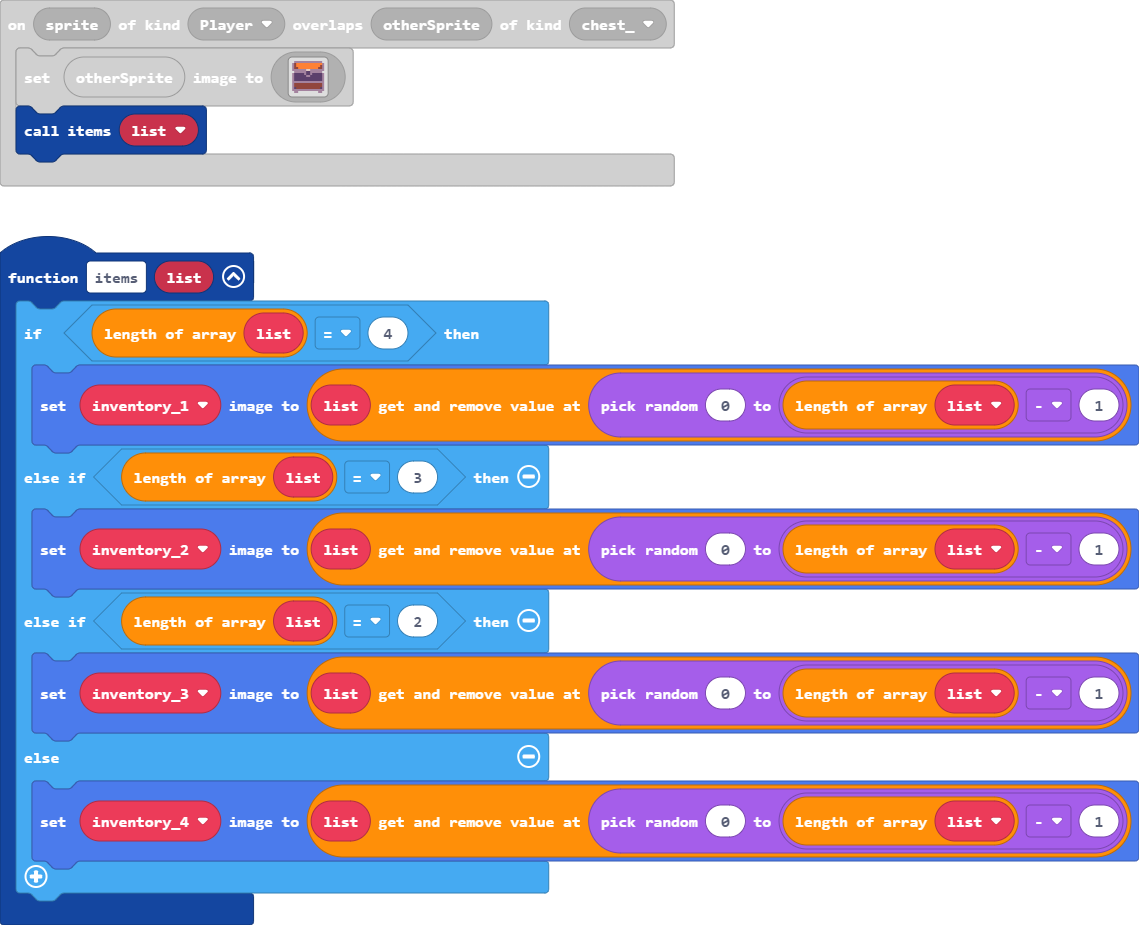 on sprite of kind Player overlaps otherSprite of kind chest_
set otherSprite image to
call items list
function items list
if length of array list = 4 then
set inventory_1 image to list get and remove value at pick random 0 to length of array list - 1
else if length of array list = 3 then
set inventory_2 image to list get and remove value at pick random 0 to length of array list - 1
else if length of array list = 2 then
set inventory_3 image to list get and remove value at pick random 0 to length of array list - 1
else
set inventory_4 image to list get and remove value at pick random 0 to length of array list - 1